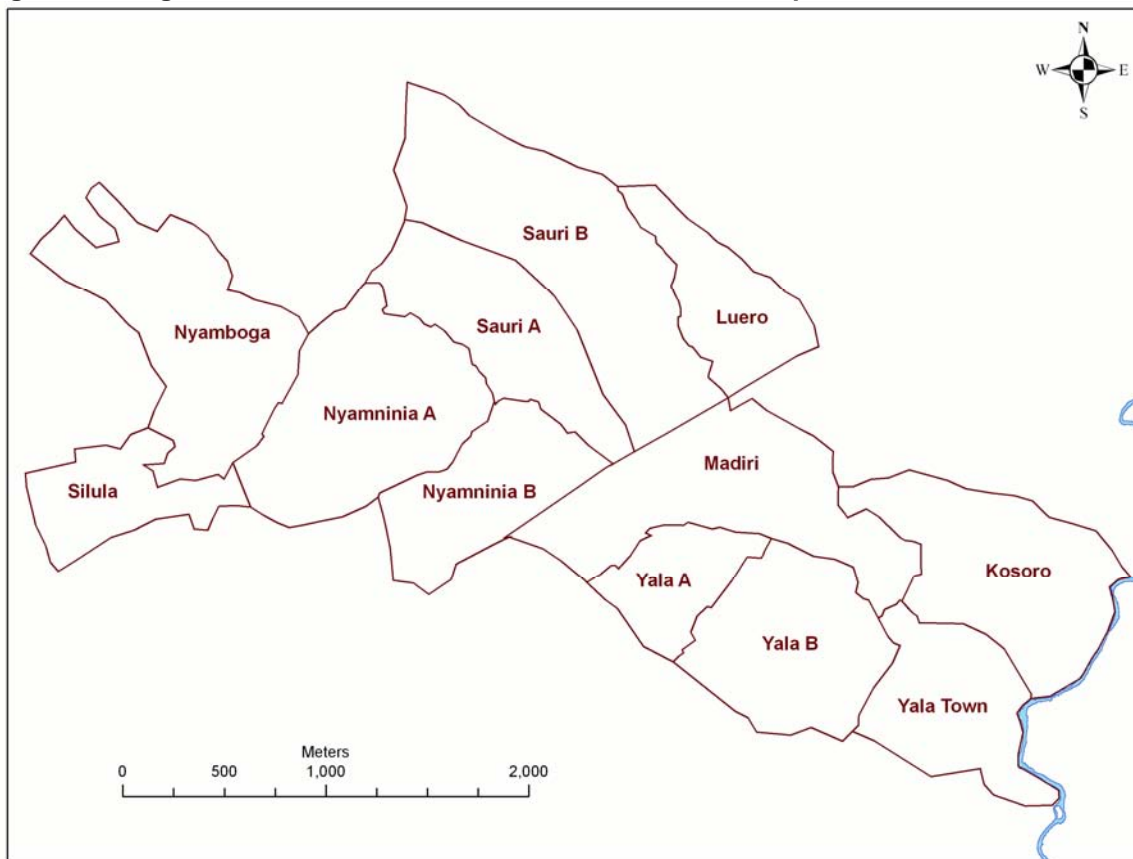 N
W E
S
Sauri B
Luero
Nyamboga
Sauri A
Nyamninia A
Madiri
Silula
Nyamninia B
Kosoro
Yala A
Yala B
Yala Town
Meters
0 500 1,000 2,000